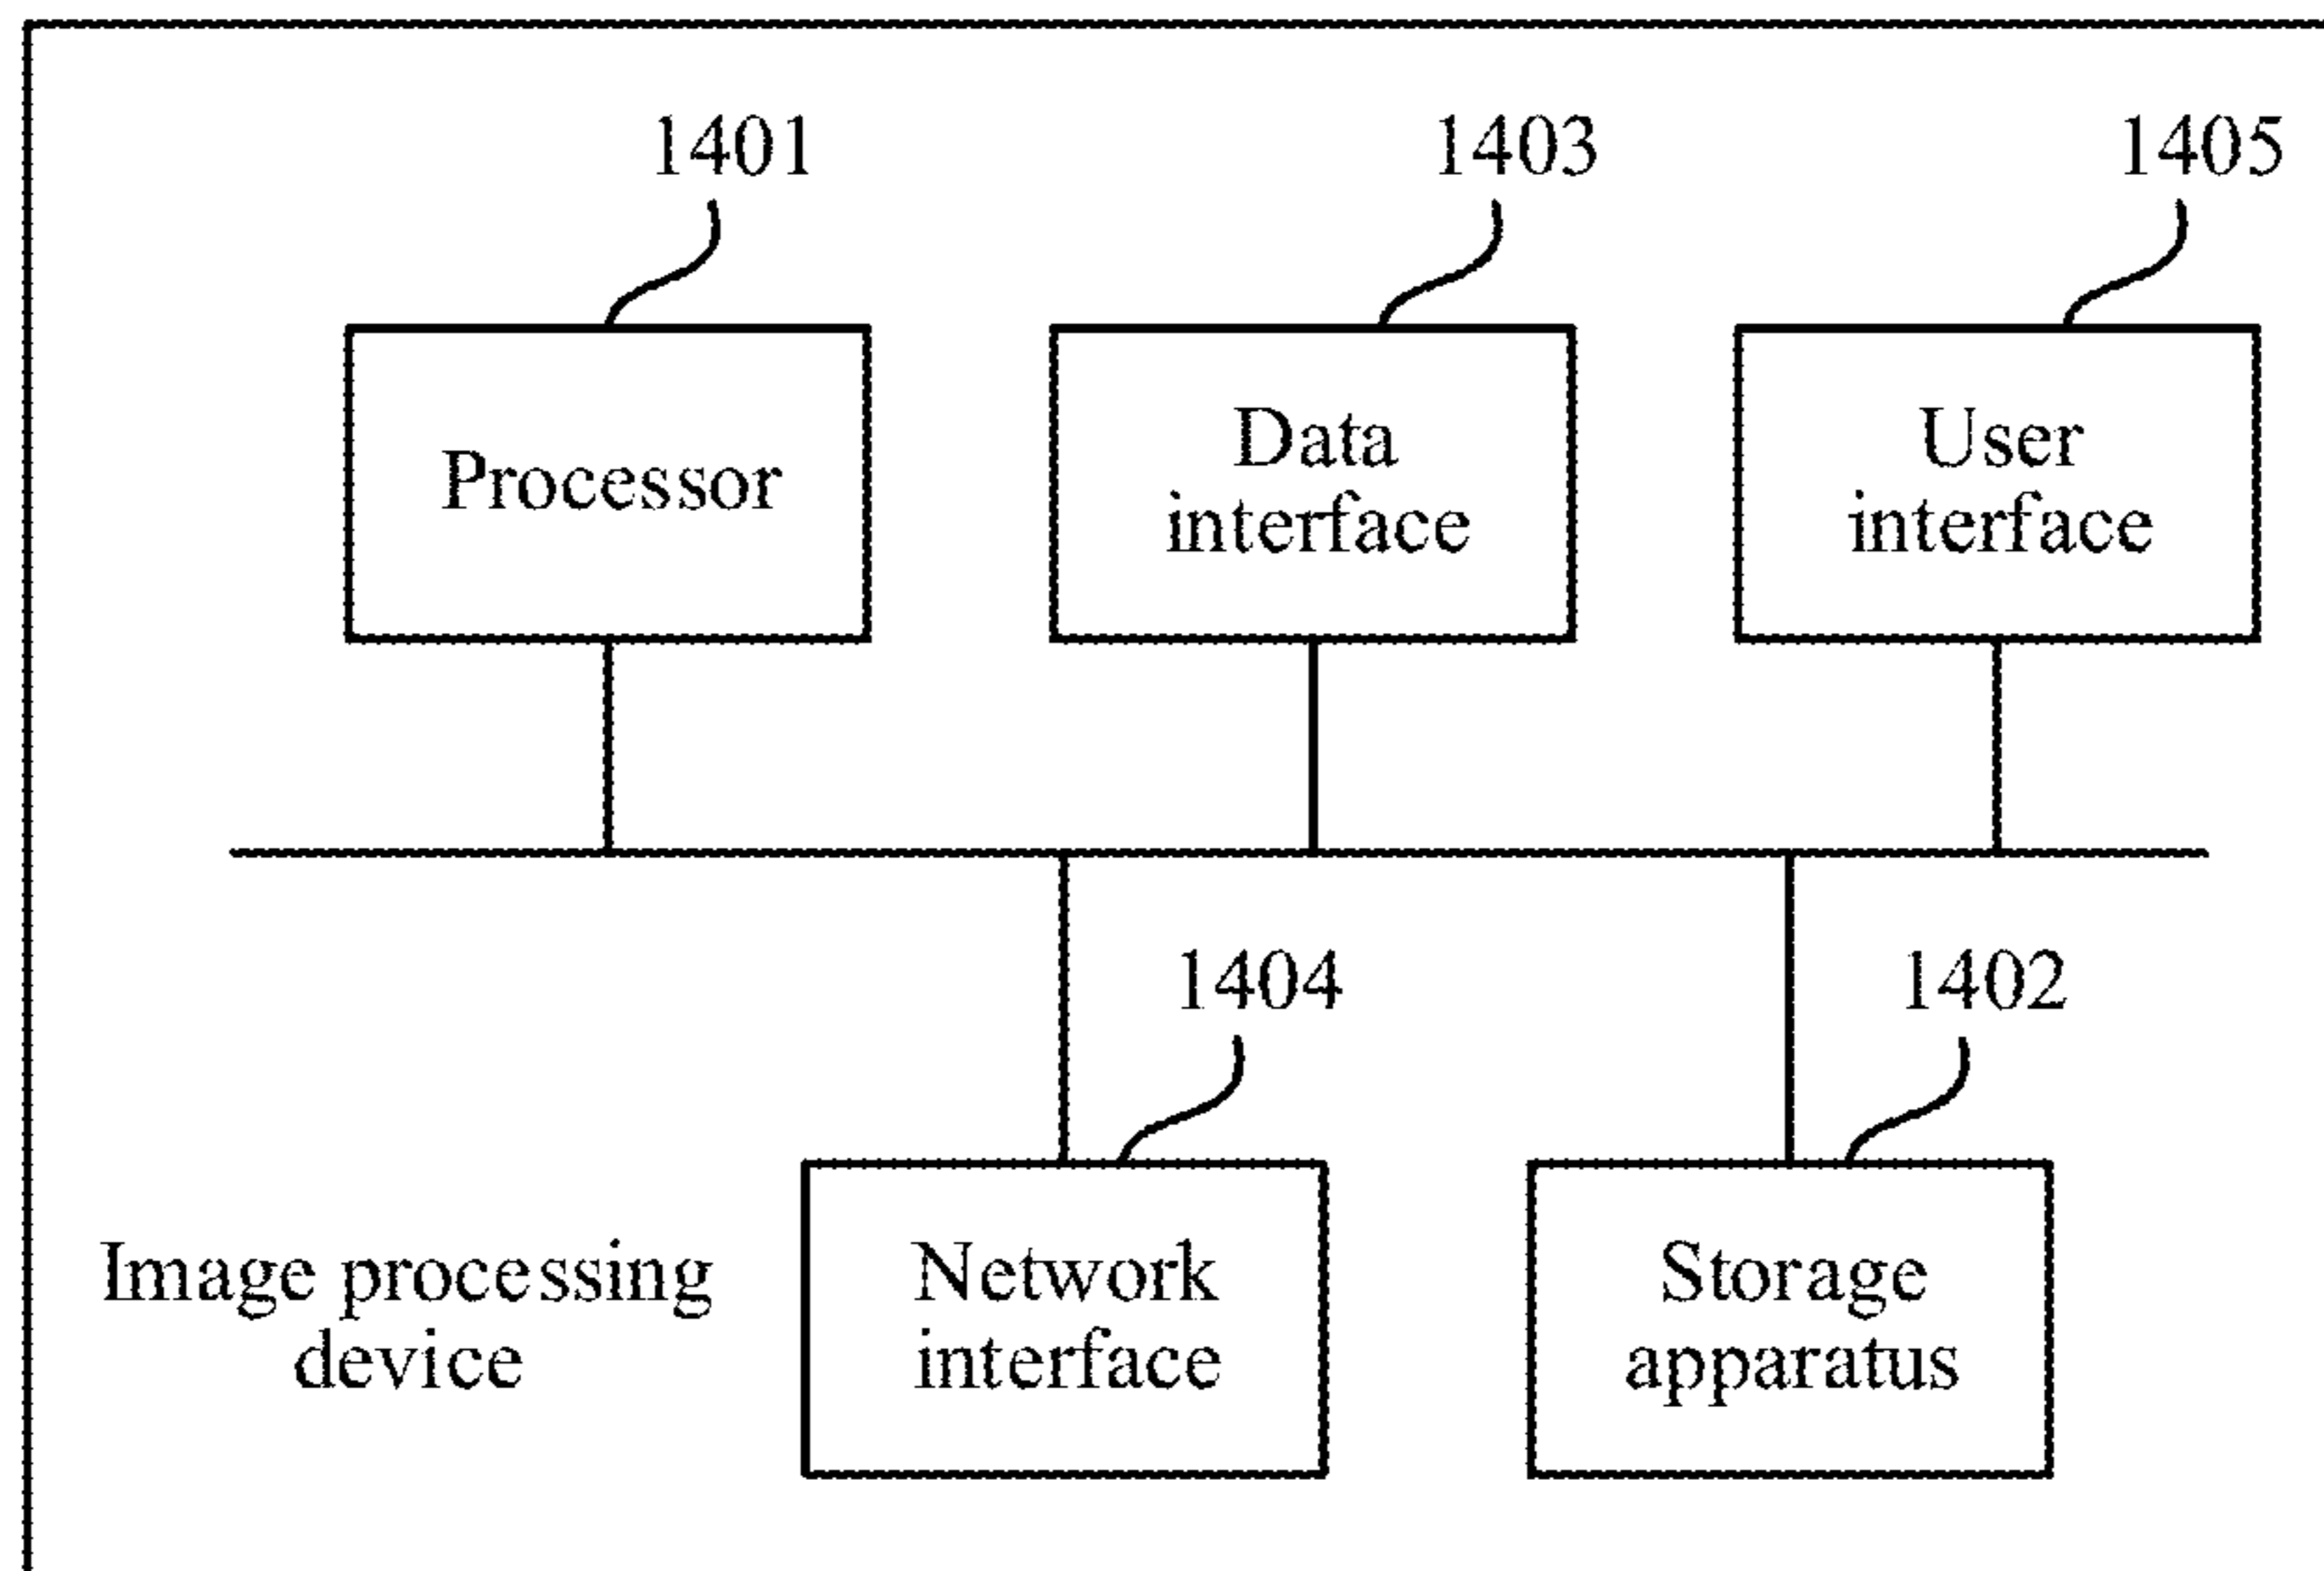 1401
1403
1405
Processor
Data
interface
User
interface
1404
1402
Image processing
device
Network
interface
Storage
apparatus